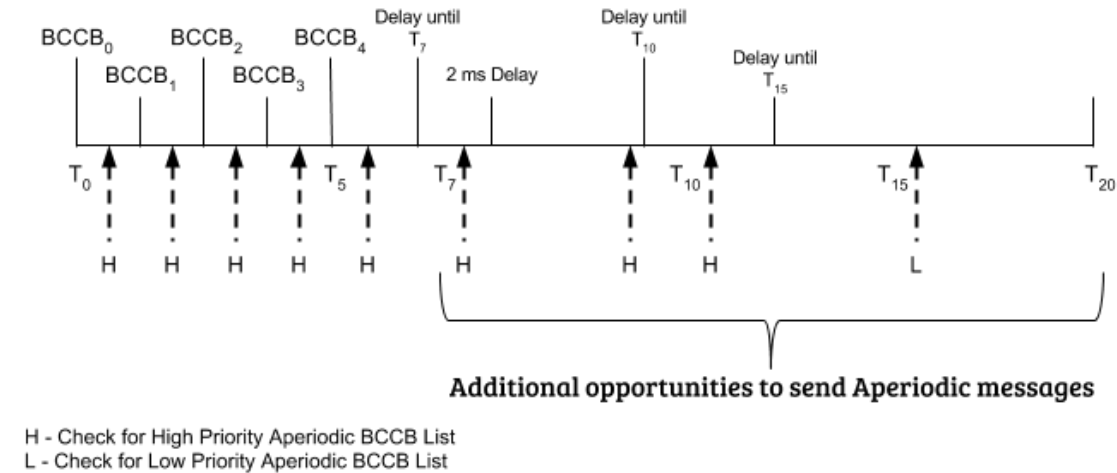 Delay until Delay until
BCCB₀ BCCB₂ BCCB₄ T₇ T₁₀ Delay until
BCCB₁ BCCB₃ 2 ms Delay T₁₅
T₀ T₅ T₇ T₁₀ T₁₅ T₂₀
H H H H H H H H L
Additional opportunities to send Aperiodic messages
H - Check for High Priority Aperiodic BCCB List
L - Check for Low Priority Aperiodic BCCB List